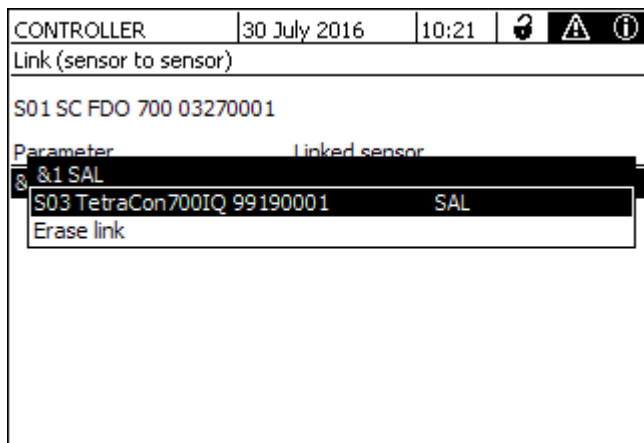 CONTROLLER 30 July 2016 10:21
Link (sensor to sensor)
S01 SC FDO 700 03270001
Parameter Linked sensor
&
&1 SAL
S03 TetraCon700IQ 99190001 SAL
Erase link